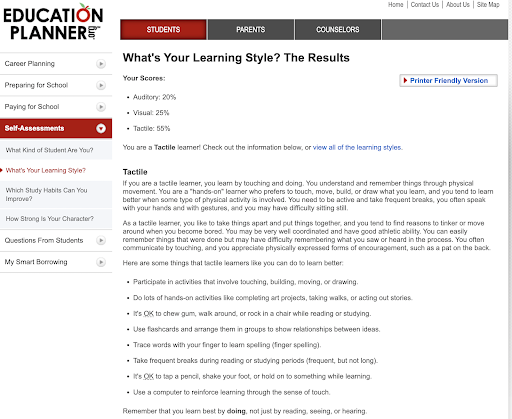 Home | Contact Us | About Us | Site Map
EDUCATION
PLANNER
STUDENTS
PARENTS
COUNSELORS
Career Planning
Preparing for School
Paying for School
Self-Assessments
What Kind of Student Are You?
What's Your Learning Style?
Which Study Habits Can You
Improve?
How Strong Is Your Character?
Questions From Students
My Smart Borrowing
What's Your Learning Style? The Results
Your Scores:
Printer Friendly Version
• Auditory: 20%
• Visual: 25%
• Tactile: 55%
You are a Tactile learner! Check out the information below, or view all of the learning styles.
Tactile
If you are a tactile learner, you learn by touching and doing. You understand and remember things through physical
movement. You are a "hands-on" learner who prefers to touch, move, build, or draw what you learn, and you tend to learn
better when some type of physical activity is involved. You need to be active and take frequent breaks, you often speak
with your hands and with gestures, and you may have difficulty sitting still.
As a tactile learner, you like to take things apart and put things together, and you tend to find reasons to tinker or move
around when you become bored. You may be very well coordinated and have good athletic ability. You can easily
remember things that were done but may have difficulty remembering what you saw or heard in the process. You often
communicate by touching, and you appreciate physically expressed forms of encouragement, such as a pat on the back.
Here are some things that tactile learners like you can do to learn better:
• Participate in activities that involve touching, building, moving, or drawing.
• Do lots of hands-on activities like completing art projects, taking walks, or acting out stories.
• It's OK to chew gum, walk around, or rock in a chair while reading or studying.
• Use flashcards and arrange them in groups to show relationships between ideas.
• Trace words with your finger to learn spelling (finger spelling).
• Take frequent breaks during reading or studying periods (frequent, but not long).
• It's OK to tap a pencil, shake your foot, or hold on to something while learning.
• Use a computer to reinforce learning through the sense of touch.
Remember that you learn best by doing, not just by reading, seeing, or hearing.